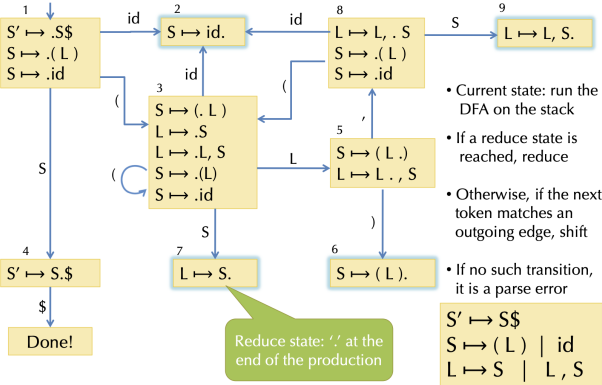 1
S′ ↦ .S$
S ↦ .( L )
S ↦ .id
id
2
S ↦ id.
id
8
L ↦ L, . S
S ↦ .( L )
S ↦ .id
S
9
L ↦ L, S.
(
id
(
3
S ↦ (. L )
L ↦ .S
L ↦ .L, S
S ↦ .(L)
S ↦ .id
(
L
,
5
S ↦ ( L .)
L ↦ L . , S
S
S
)
4
S′ ↦ S.$
7
L ↦ S.
6
S ↦ ( L ).
$
Done!
Reduce state: ‘.’ at the
end of the production
• Current state: run the
DFA on the stack
• If a reduce state is
reached, reduce
• Otherwise, if the next
token matches an
outgoing edge, shift
• If no such transition,
it is a parse error
S′ ↦ S$
S ↦ ( L ) | id
L ↦ S | L , S